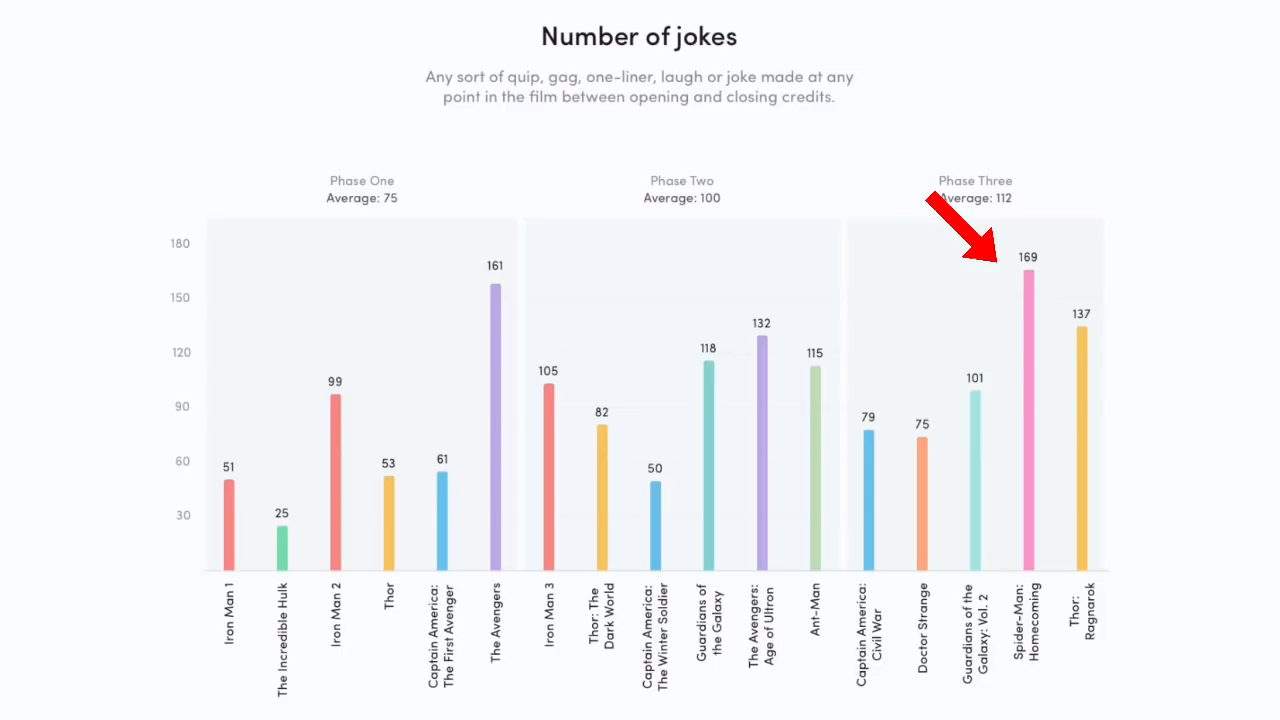 Number of jokes
Any sort of quip, gag, one-liner, laugh or joke made at any
point in the film between opening and closing credits.
Phase One
Average: 75
Phase Two
Average: 100
Phase Three
Average: 112
180
150
120
90
60
30
51
25
99
53
61
161
105
82
50
118
132
115
79
75
101
169
137
Iron Man 1
The Incredible Hulk
Iron Man 2
Thor
Captain America:
The First Avenger
The Avengers
Iron Man 3
Thor: The
Dark World
Captain America:
The Winter Soldier
Guardians of
the Galaxy
The Avengers:
Age of Ultron
Ant-Man
Captain America:
Civil War
Doctor Strange
Guardians of the
Galaxy: Vol. 2
Spider-Man:
Homecoming
Thor:
Ragnarok